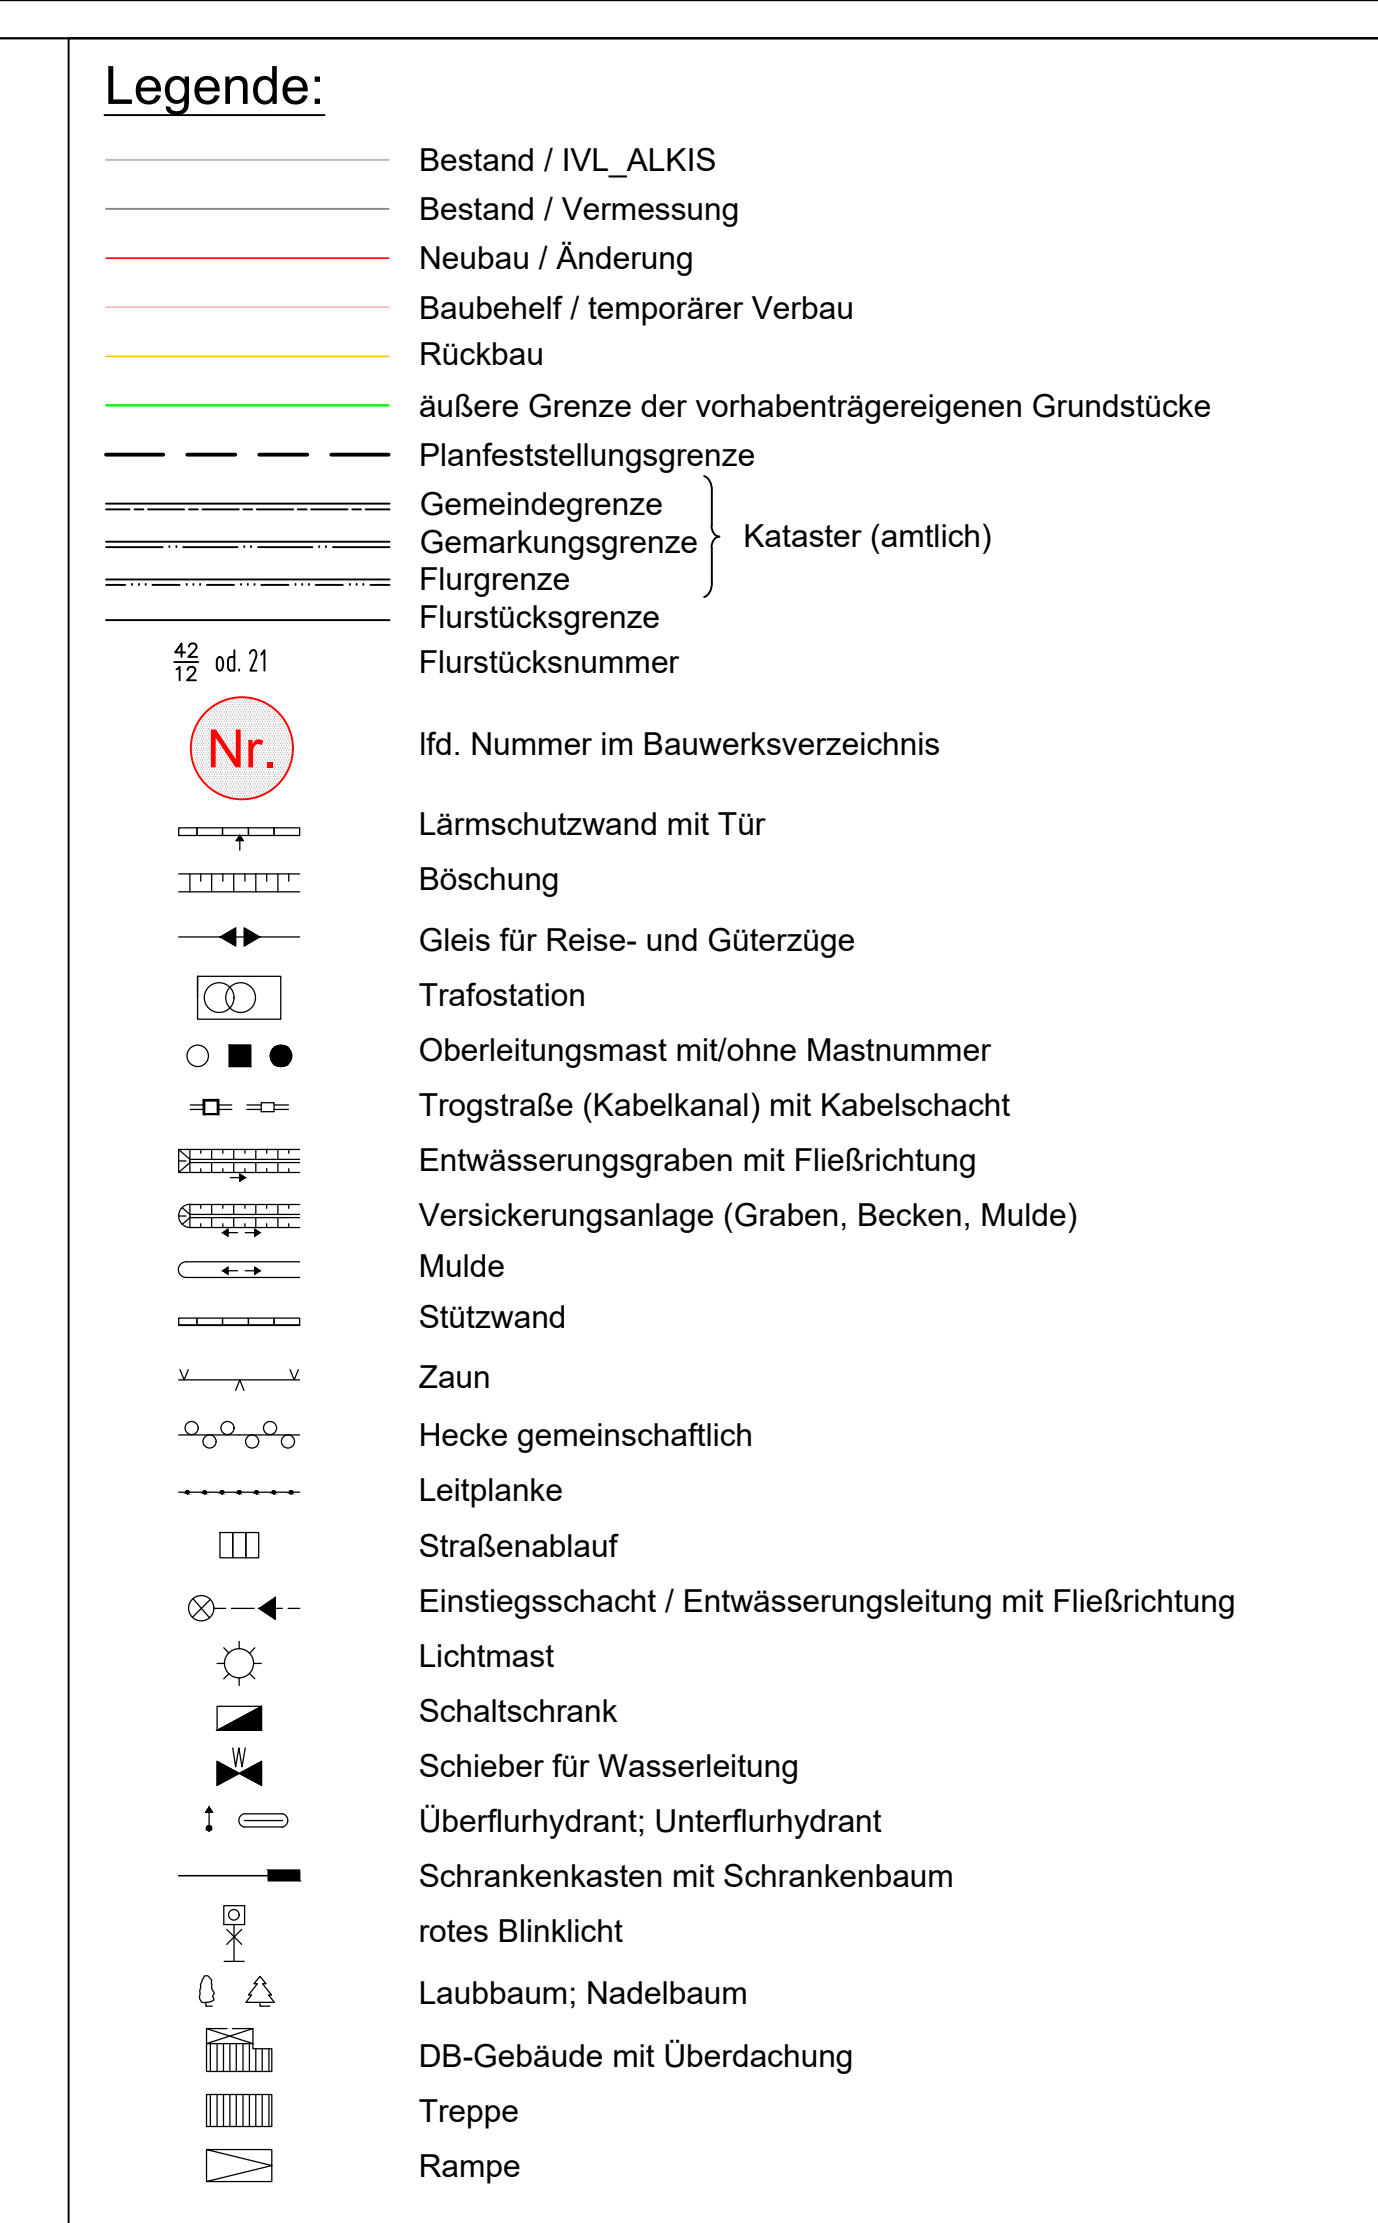 Legende:
Bestand / IVL_ALKIS
Bestand / Vermessung
Neubau / Änderung
Baubehelf / temporärer Verbau
Rückbau
äußere Grenze der vorhabenträgereigenen Grundstücke
Planfeststellungsgrenze
Gemeindegrenze
Gemarkungsgrenze
Kataster (amtlich)
Flurgrenze
Flurstücksgrenze
42
12 od. 21 Flurstücksnummer
Nr. lfd. Nummer im Bauwerksverzeichnis
Lärmschutzwand mit Tür
Böschung
Gleis für Reise- und Güterzüge
Trafostation
Oberleitungsmast mit/ohne Mastnummer
Trogstraße (Kabelkanal) mit Kabelschacht
Entwässerungsgraben mit Fließrichtung
Versickerungsanlage (Graben, Becken, Mulde)
Mulde
Stützwand
Zaun
Hecke gemeinschaftlich
Leitplanke
Straßenablauf
Einstiegsschacht / Entwässerungsleitung mit Fließrichtung
Lichtmast
Schaltschrank
W Schieber für Wasserleitung
Überflurhydrant; Unterflurhydrant
Schrankenkasten mit Schrankenbaum
rotes Blinklicht
Laubbaum; Nadelbaum
DB-Gebäude mit Überdachung
Treppe
Rampe